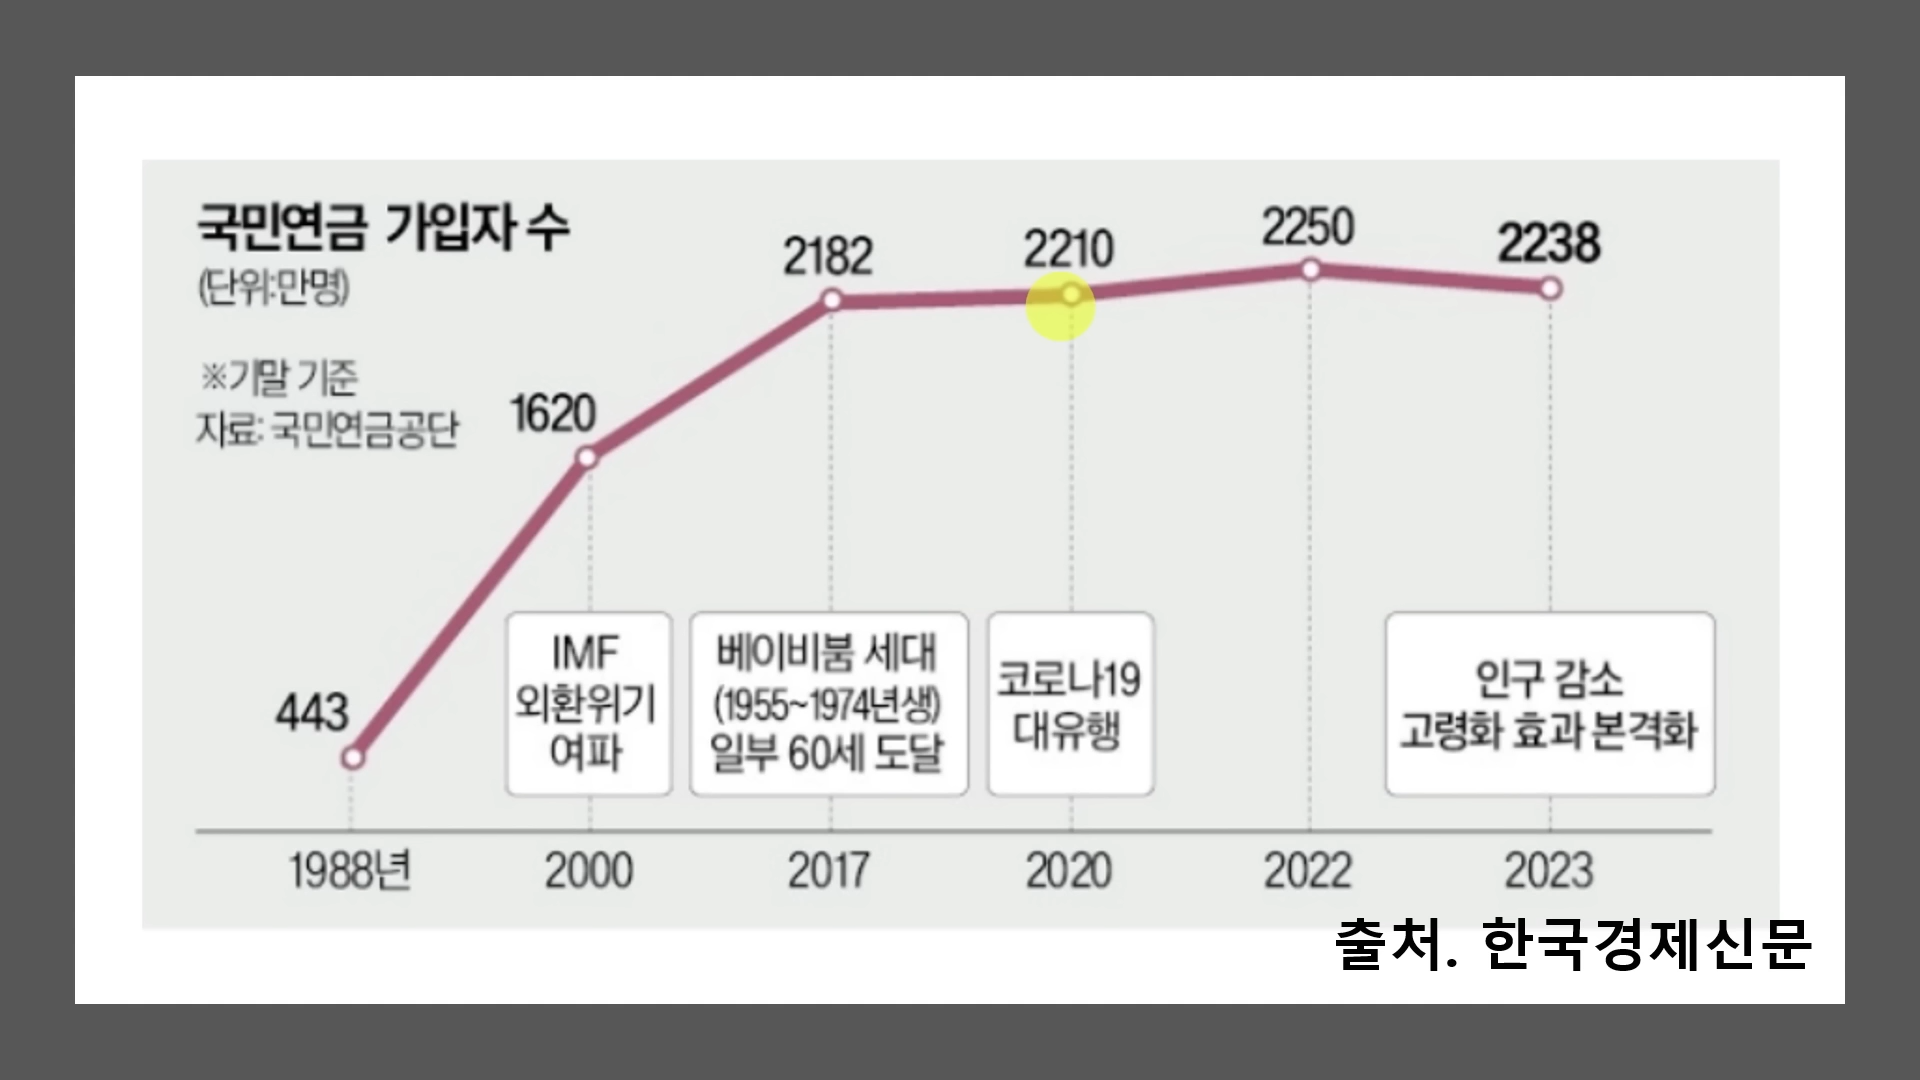 국민연금 가입자 수
(단위:만명)
※기말 기준
자료: 국민연금공단
443
1620
2182
2210
2250
2238
IMF
외환위기
여파
베이비붐 세대
(1955~1974년생)
일부 60세 도달
코로나19
대유행
인구 감소
고령화 효과 본격화
1988년 2000 2017 2020 2022 2023
출처. 한국경제신문